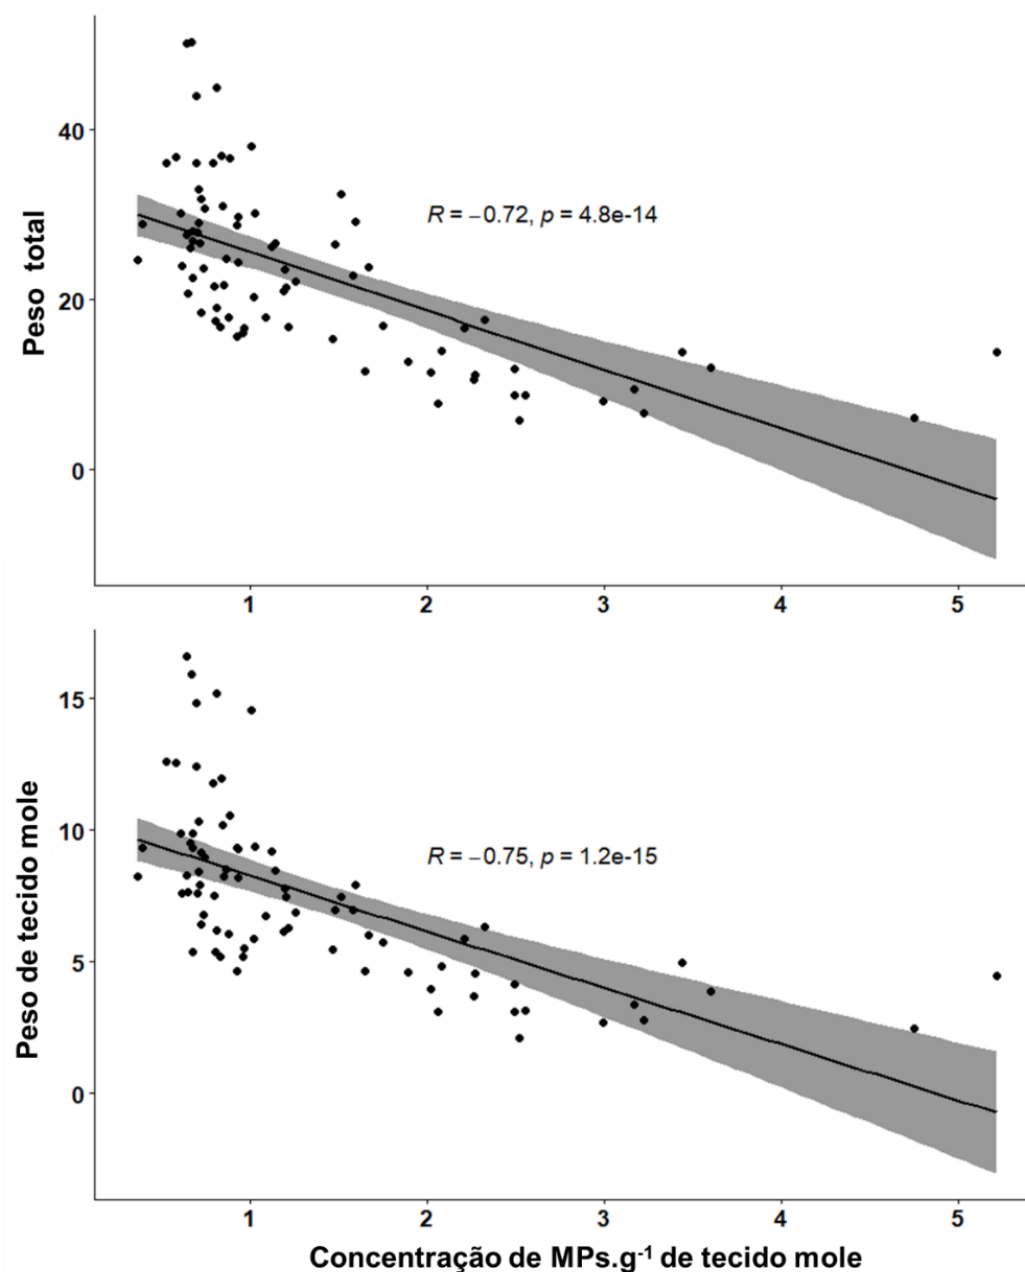 Peso total
40
20
0
R = −0.72, p = 4.8e-14
1 2 3 4 5
Peso de tecido mole
15
10
5
0
R = −0.75, p = 1.2e-15
1 2 3 4 5
Concentração de MPs.g⁻¹ de tecido mole